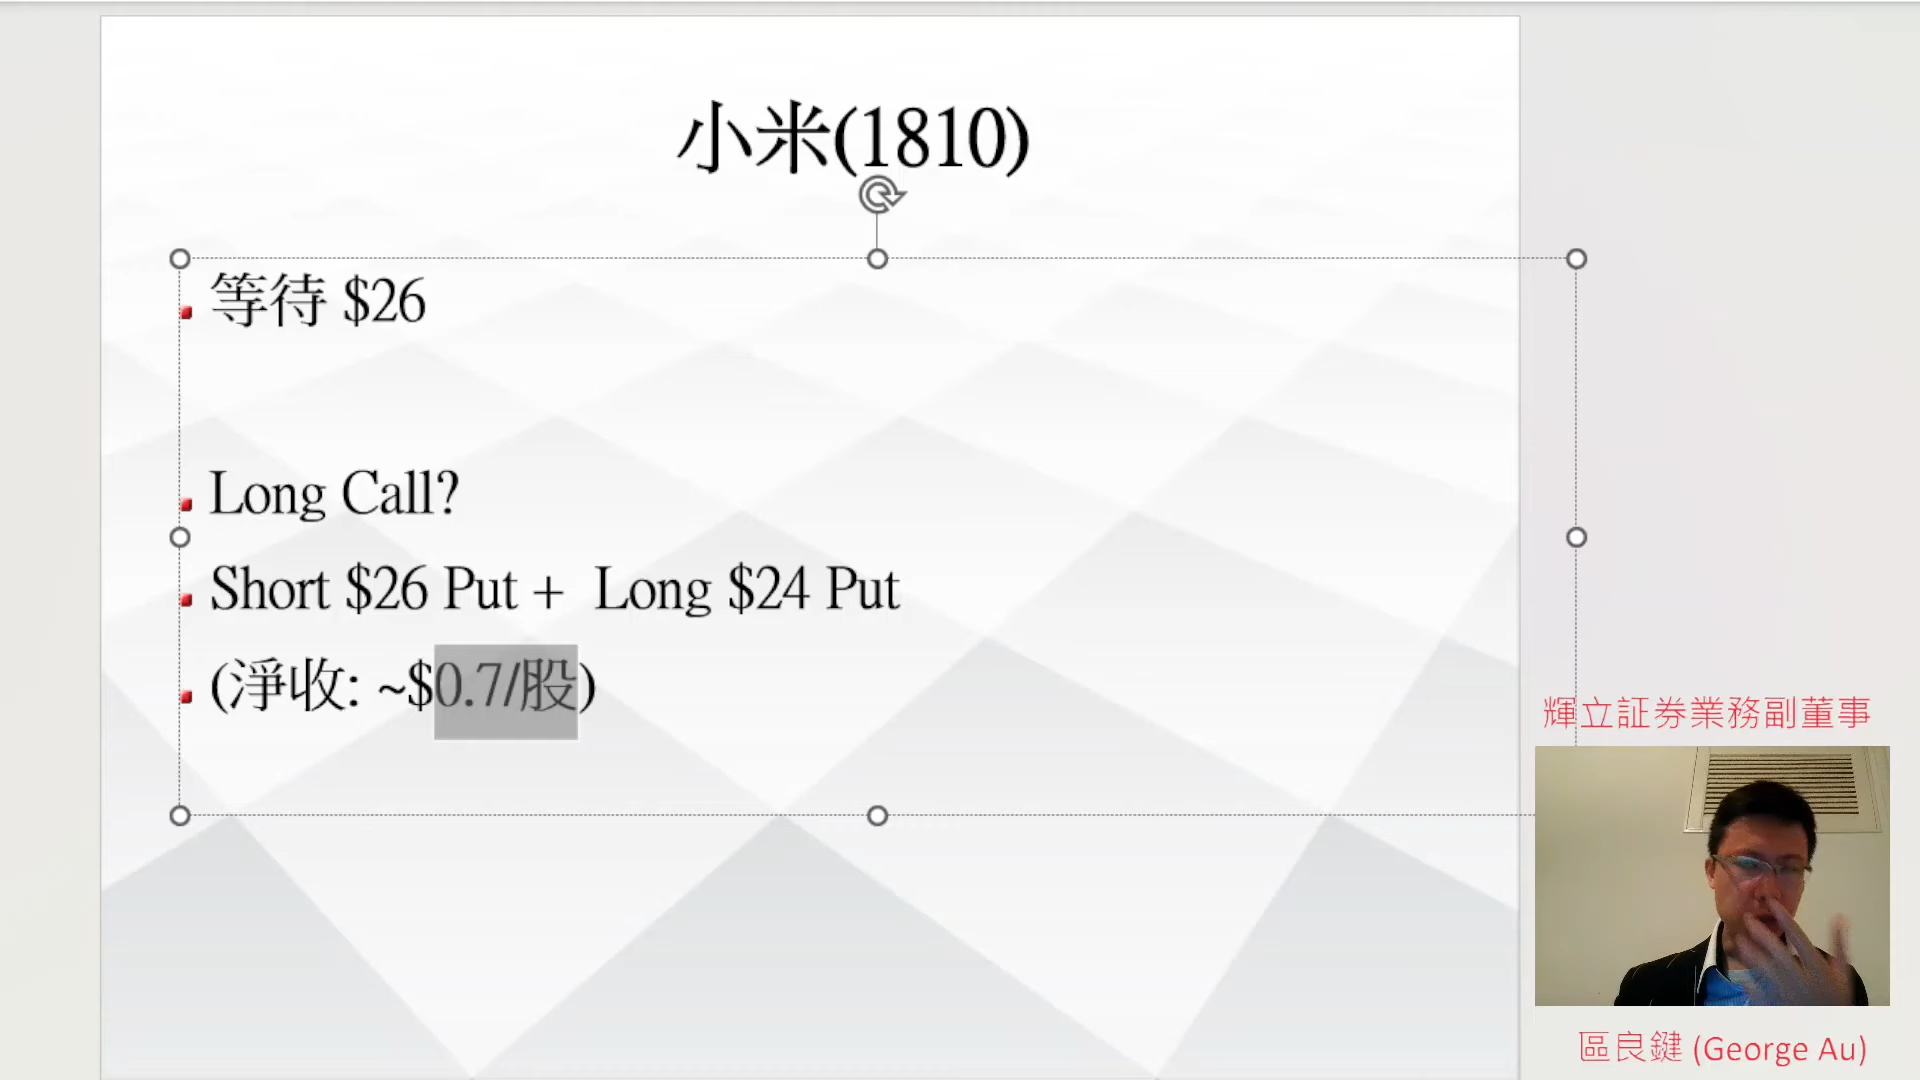 小米(1810)
等待 $26
Long Call?
Short $26 Put + Long $24 Put
(淨收: ~$0.7/股)
輝立証券業務副董事
區良鍵 (George Au)